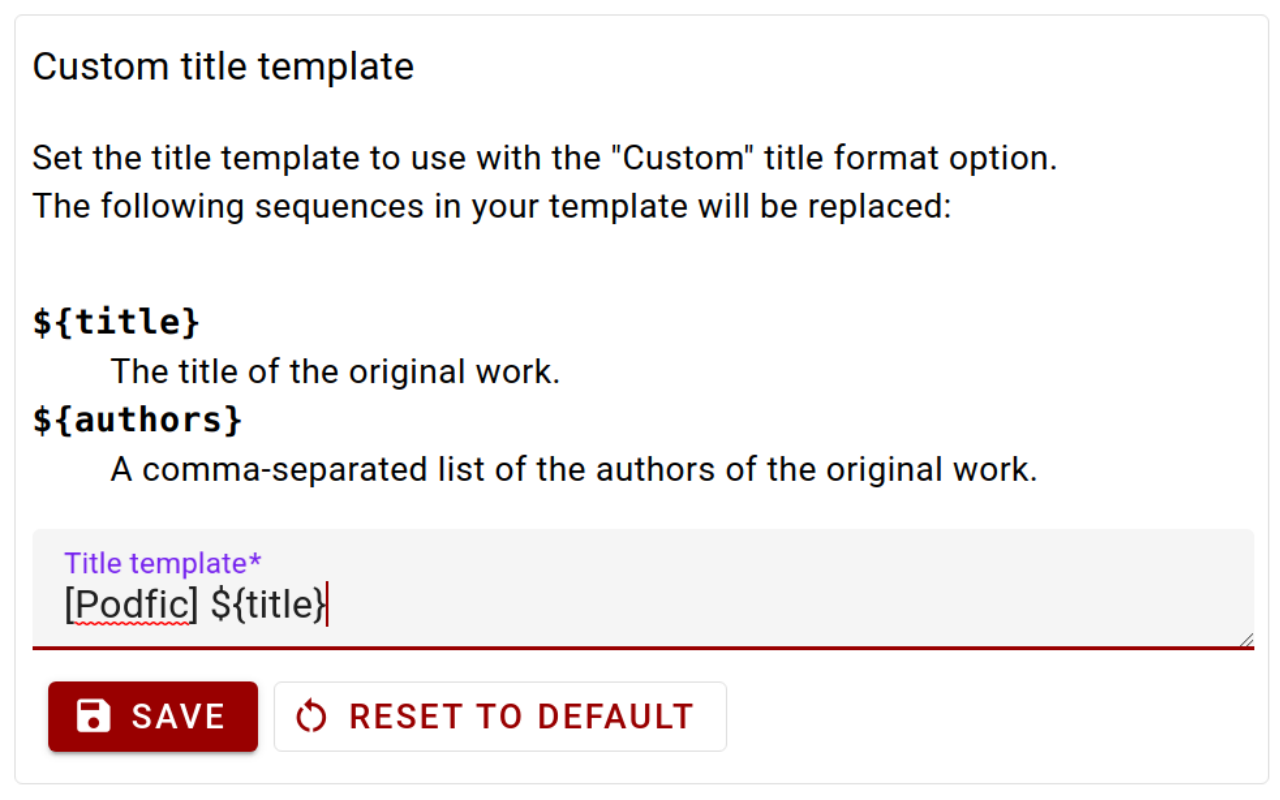 Custom title template
Set the title template to use with the "Custom" title format option.
The following sequences in your template will be replaced:
${title}
The title of the original work.
${authors}
A comma-separated list of the authors of the original work.
Title template*
[Podfic] ${title}
SAVE
RESET TO DEFAULT